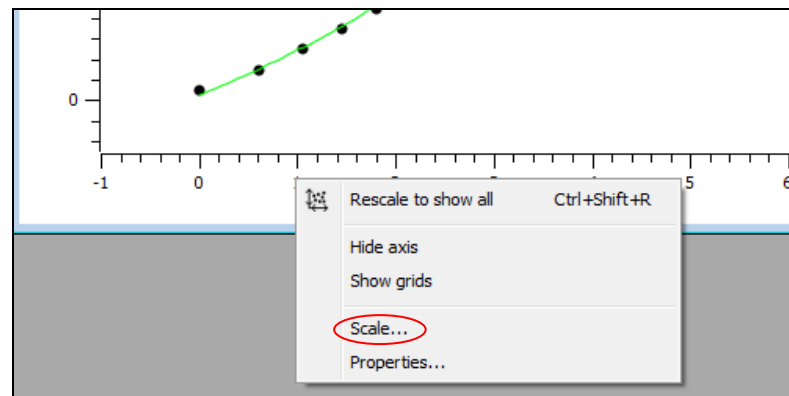 0
-1 0 5 6
Rescale to show all Ctrl+Shift+R
Hide axis
Show grids
Scale...
Properties...